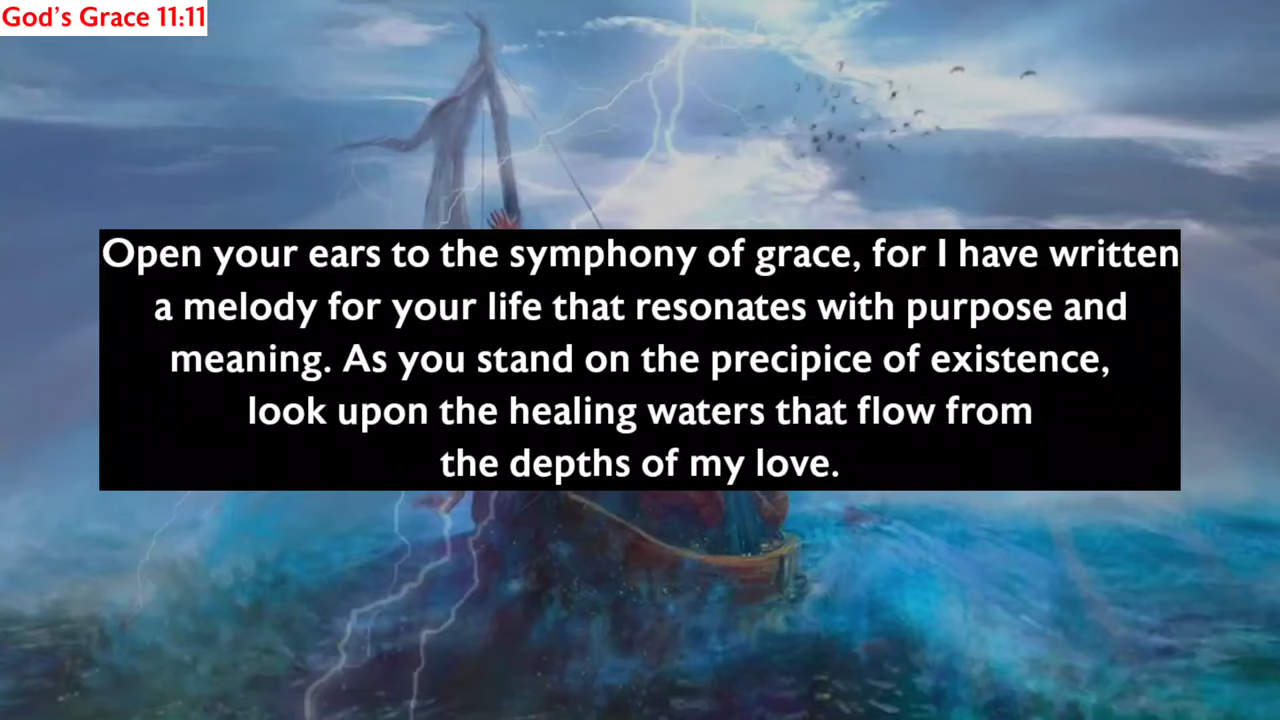 God's Grace 11:11
Open your ears to the symphony of grace, for I have written
a melody for your life that resonates with purpose and
meaning. As you stand on the precipice of existence,
look upon the healing waters that flow from
the depths of my love.